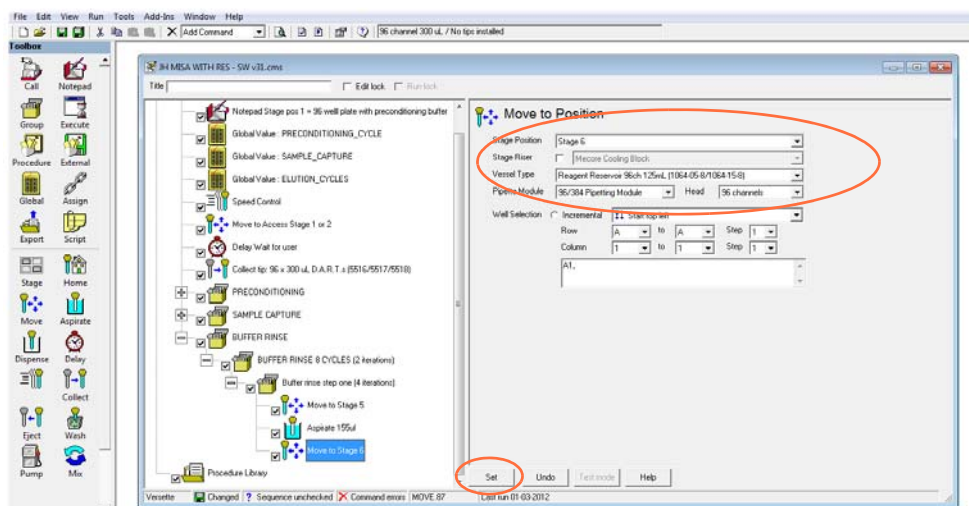 File Edit View Run Tools Add-Ins Window Help
Add Command 96 channel 300 uL / No tips installed
Toolbox
Call Notepad
Group Execute
Procedure External
Global Assign
Export Script
Stage Home
Move Aspirate
Dispense Delay
Collect
Eject Wash
Pump Mix
JH MISA WITH RES - SW v31.cms
Title Edit lock Run lock
Notepad Stage pos 1 = 96-well plate with preconditioning buffer
Global Value : PRECONDITIONING_CYCLE
Global Value : SAMPLE_CAPTURE
Global Value : ELUTION_CYCLES
Speed Control
Move to Access Stage 1 or 2
Delay Wait for user
Collect tip: 96 x 300 uL D.A.R.T.s (5516/5517/5518)
PRECONDITIONING
SAMPLE CAPTURE
BUFFER RINSE
BUFFER RINSE 8 CYCLES (2 iterations)
Buffer rinse step one (4 iterations)
Move to Stage 5
Aspirate 155ul
Move to Stage 6
Procedure Library
Move to Position
Stage Position Stage 6
Stage Riser Mecore Cooling Block
Vessel Type Reagent Reservoir 96ch 125mL (1064-05-8/1064-15-8)
Pipette Module 96/384 Pipetting Module Head 96 channels
Well Selection Incremental Start top left
Row A to A Step 1
Column 1 to 1 Step 1
A1,
Set Undo Test mode Help
Versette Changed ? Sequence unchecked Command errors MOVE.87 Last run 01-03-2012